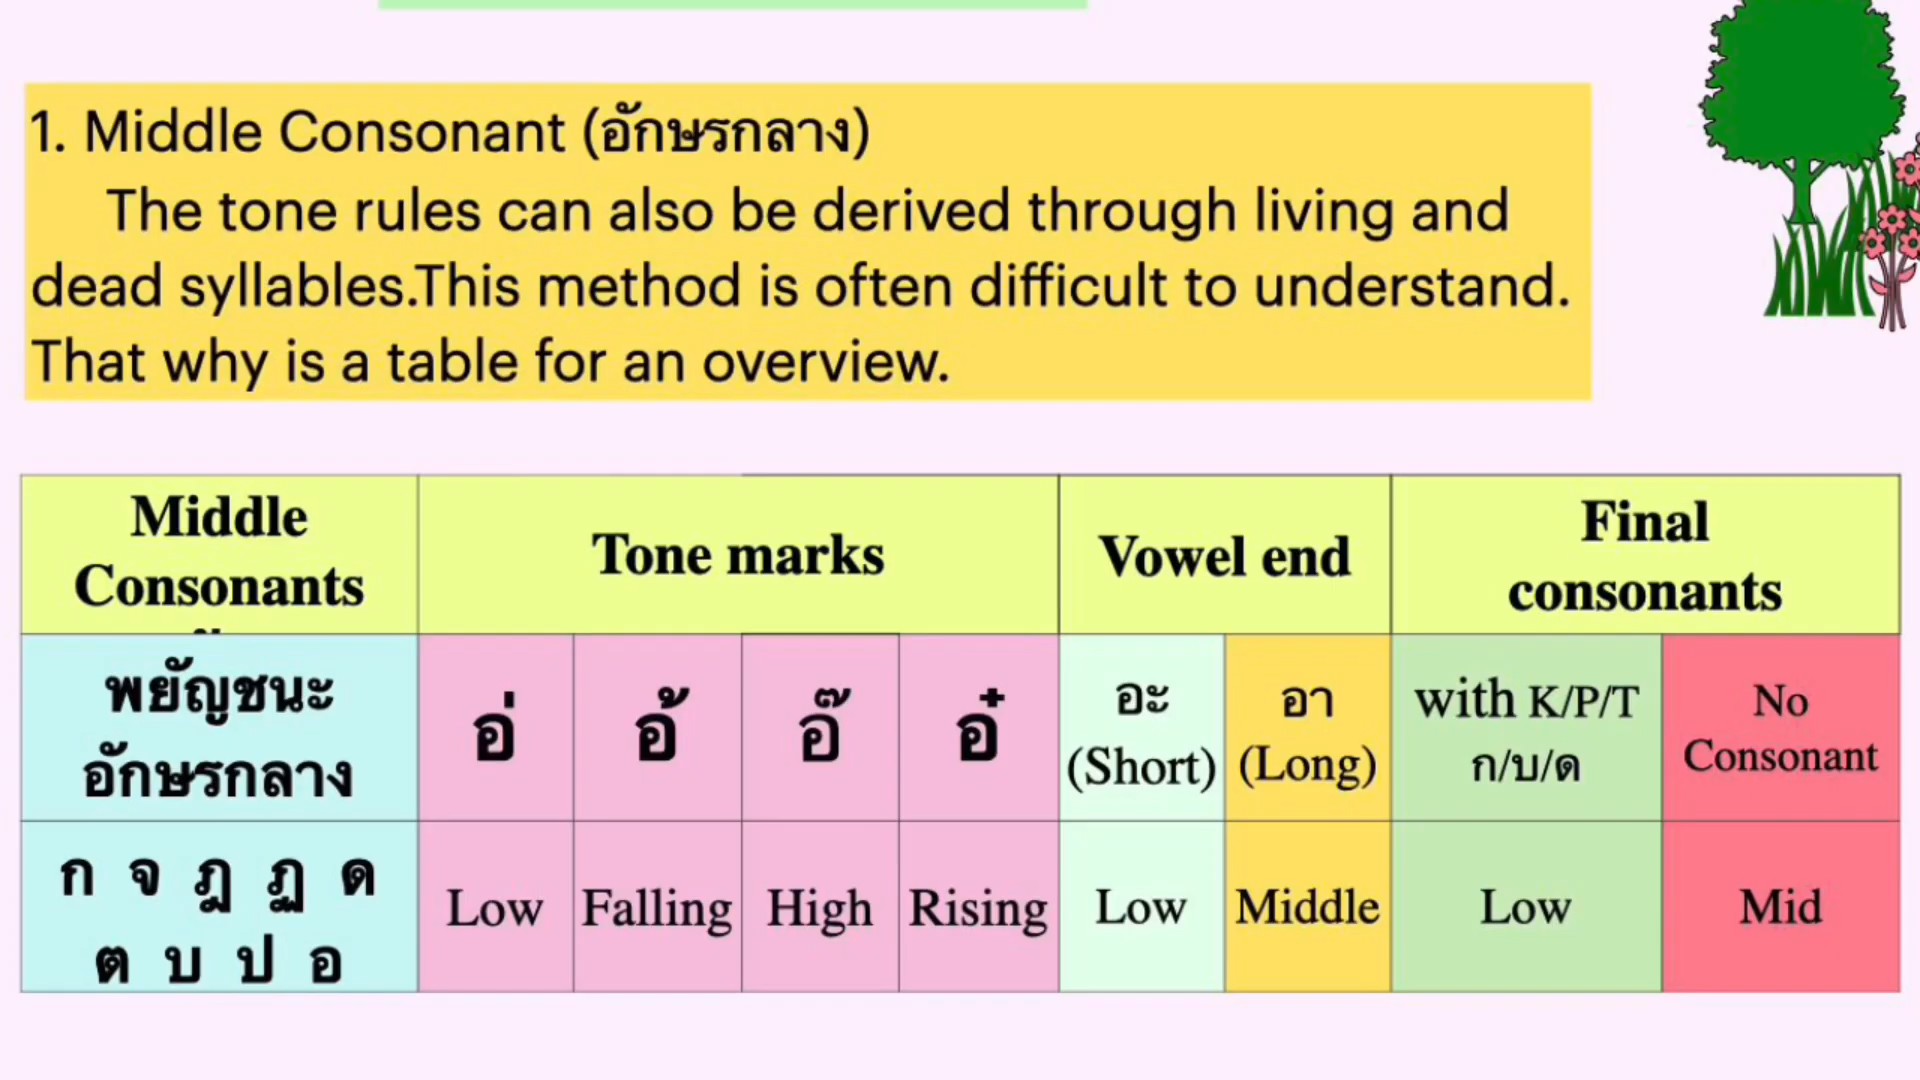 1. Middle Consonant (อักษรกลาง)
The tone rules can also be derived through living and
dead syllables.This method is often difficult to understand.
That why is a table for an overview.
Middle
Consonants
Tone marks
Vowel end
Final
consonants
พยัญชนะ
อักษรกลาง
อ่
อ้
อ๊
อ๋
อะ
(Short)
อา
(Long)
with K/P/T
ก/บ/ด
No
Consonant
ก จ ฎ ฏ ด
ต บ ป อ
Low
Falling
High
Rising
Low
Middle
Low
Mid